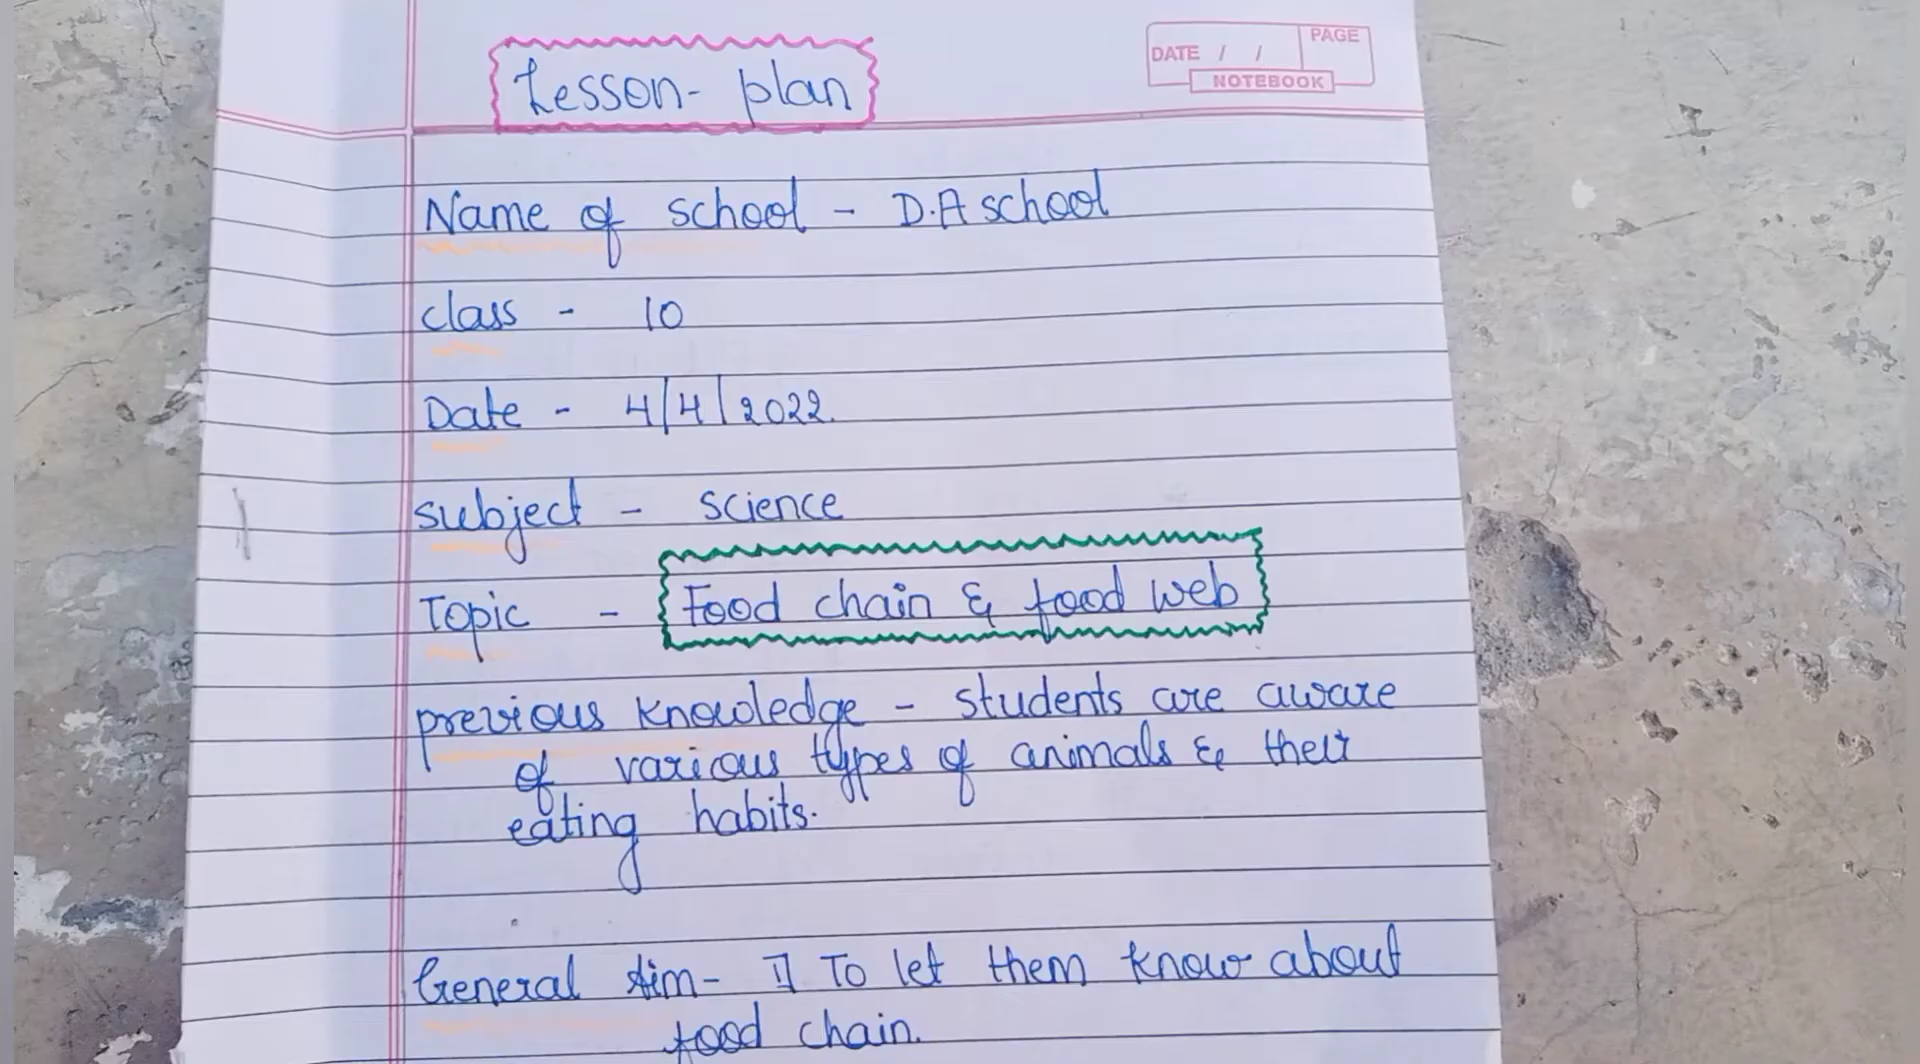 Lesson- plan
DATE / /
PAGE
NOTEBOOK
Name of school - D.A school
class - 10
Date - 4/4/2022.
subject - science
Topic - Food chain & food web
previous knowledge - students are aware
of various types of animals & their
eating habits.
General Aim- 1] To let them know about
food chain.